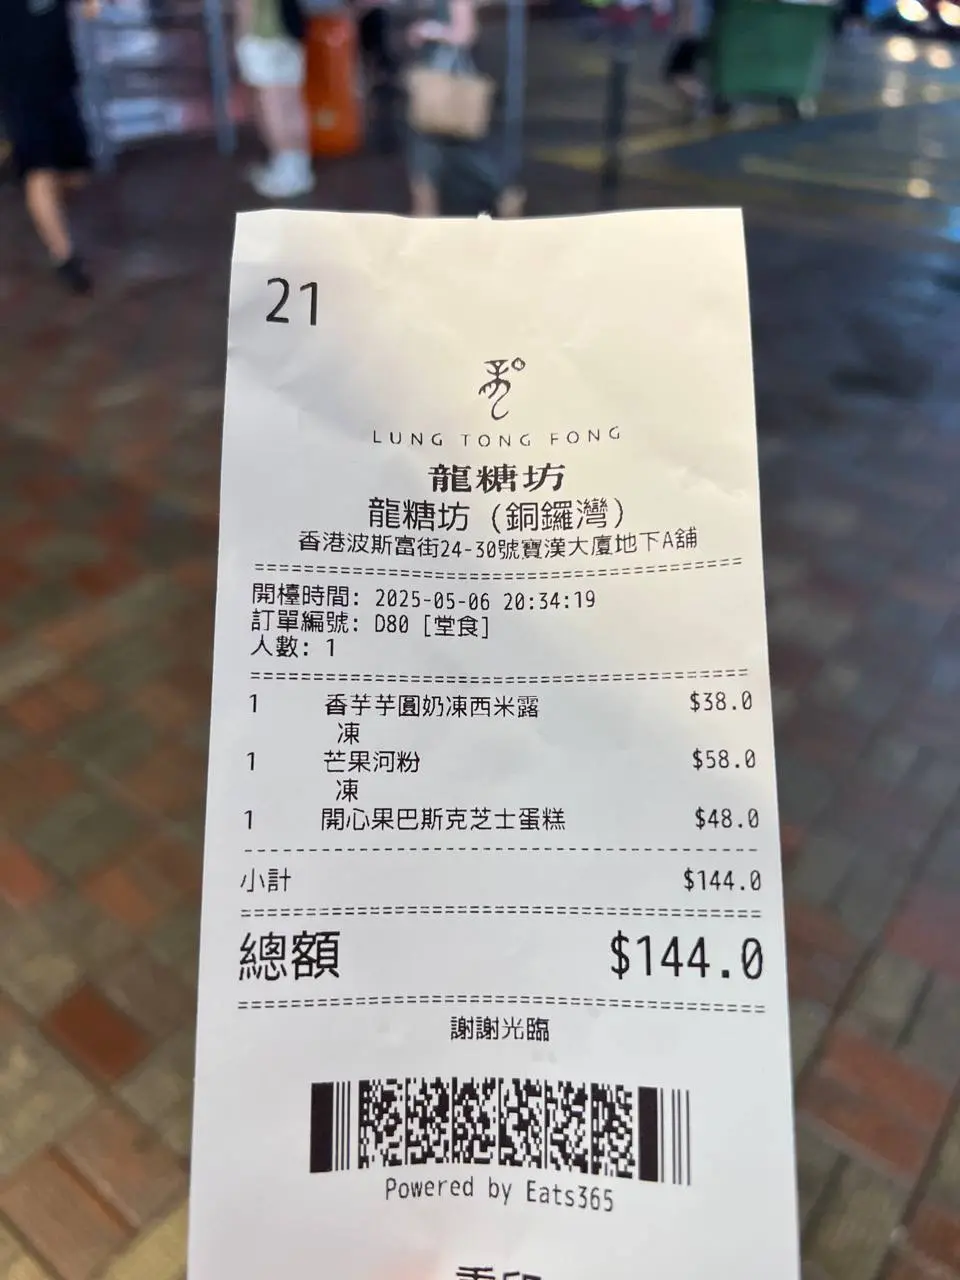 21
LUNG TONG FONG
龍糖坊
龍糖坊 (銅鑼灣)
香港波斯富街24-30號寶漢大廈地下A舖
開檯時間: 2025-05-06 20:34:19
訂單編號: D80 [堂食]
人數: 1
1 香芋芋圓奶凍西米露 $38.0
凍
1 芒果河粉 $58.0
凍
1 開心果巴斯克芝士蛋糕 $48.0
小計 $144.0
總額 $144.0
謝謝光臨
Powered by Eats365